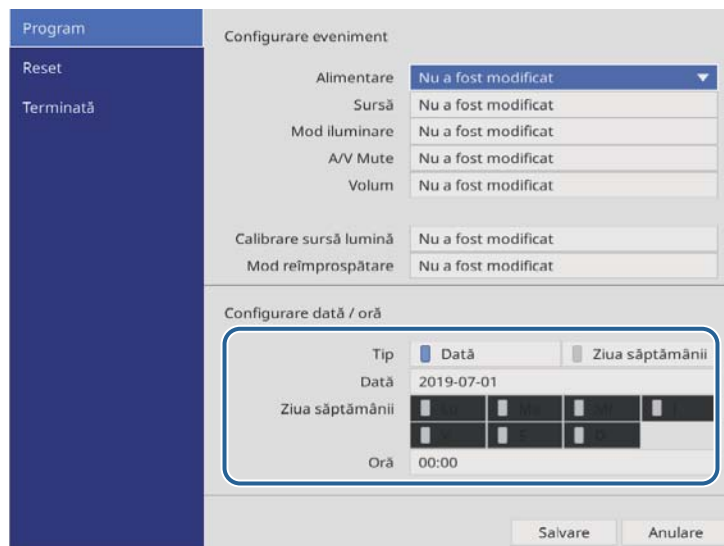 Program
Reset
Terminată
Configurare eveniment
Alimentare Nu a fost modificat
Sursă Nu a fost modificat
Mod iluminare Nu a fost modificat
A/V Mute Nu a fost modificat
Volum Nu a fost modificat
Calibrare sursă lumină Nu a fost modificat
Mod reîmprospătare Nu a fost modificat
Configurare dată / oră
Tip Dată Ziua săptămânii
Dată 2019-07-01
Ziua săptămânii
Oră 00:00
Salvare Anulare